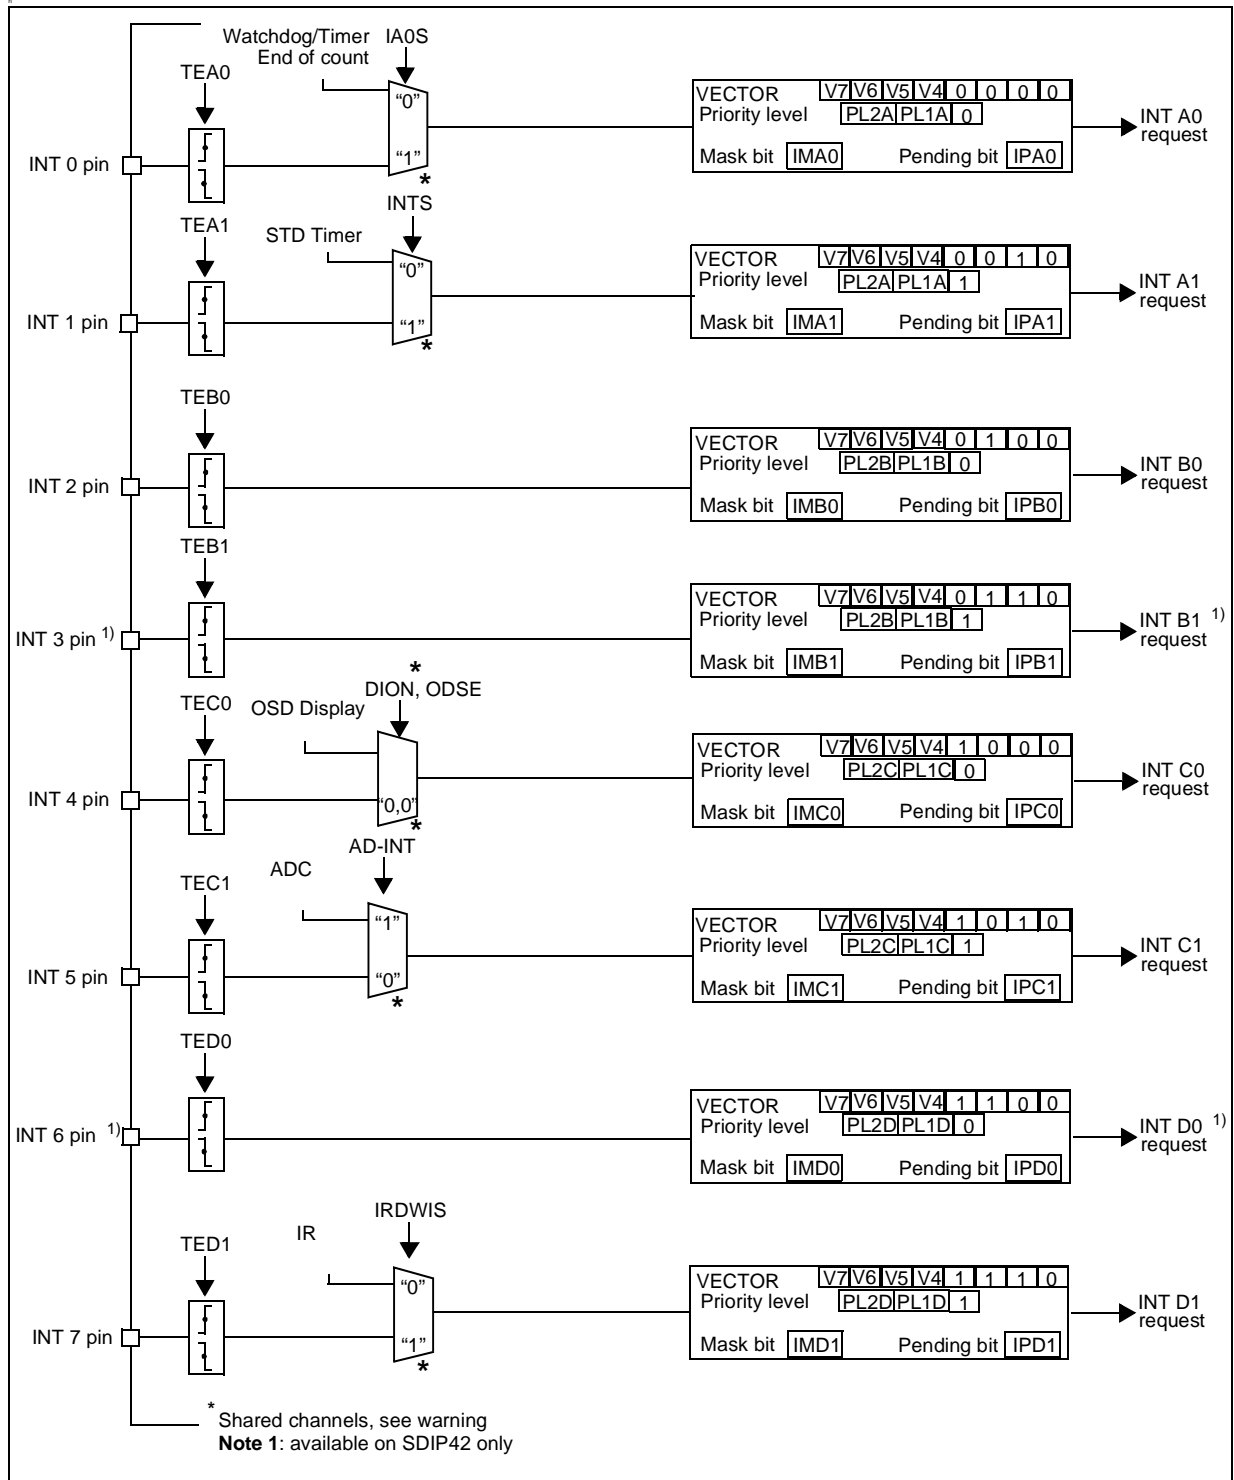 Watchdog/Timer IA0S
End of count
TEA0
"0"
"1"
INT 0 pin
*
VECTOR V7 V6 V5 V4 0 0 0 0
Priority level PL2A PL1A 0
Mask bit IMA0 Pending bit IPA0
INT A0
request
INTS
TEA1
STD Timer
"0"
"1"
INT 1 pin
*
VECTOR V7 V6 V5 V4 0 0 1 0
Priority level PL2A PL1A 1
Mask bit IMA1 Pending bit IPA1
INT A1
request
TEB0
INT 2 pin
VECTOR V7 V6 V5 V4 0 1 0 0
Priority level PL2B PL1B 0
Mask bit IMB0 Pending bit IPB0
INT B0
request
TEB1
INT 3 pin 1)
VECTOR V7 V6 V5 V4 0 1 1 0
Priority level PL2B PL1B 1
Mask bit IMB1 Pending bit IPB1
INT B1 1)
request
*
DION, ODSE
TEC0
OSD Display
INT 4 pin
"0,0"
*
VECTOR V7 V6 V5 V4 1 0 0 0
Priority level PL2C PL1C 0
Mask bit IMC0 Pending bit IPC0
INT C0
request
AD-INT
ADC
TEC1
"1"
"0"
INT 5 pin
*
VECTOR V7 V6 V5 V4 1 0 1 0
Priority level PL2C PL1C 1
Mask bit IMC1 Pending bit IPC1
INT C1
request
TED0
INT 6 pin 1)
VECTOR V7 V6 V5 V4 1 1 0 0
Priority level PL2D PL1D 0
Mask bit IMD0 Pending bit IPD0
INT D0 1)
request
IRDWIS
IR
TED1
"0"
"1"
INT 7 pin
*
VECTOR V7 V6 V5 V4 1 1 1 0
Priority level PL2D PL1D 1
Mask bit IMD1 Pending bit IPD1
INT D1
request
* Shared channels, see warning
Note 1: available on SDIP42 only